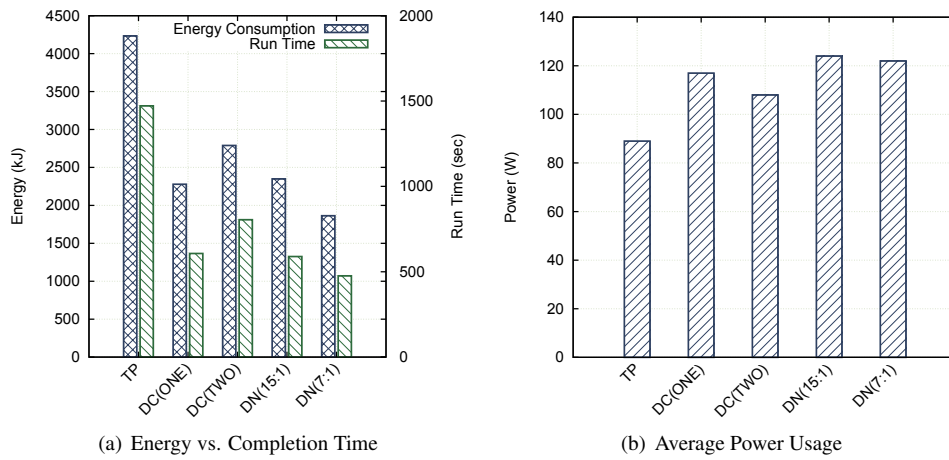 4500
4000
3500
3000
2500
2000
1500
1000
500
0
Energy (kJ)
Energy Consumption
Run Time
2000
1500
1000
500
0
Run Time (sec)
TP
DC(ONE)
DC(TWO)
DN(15:1)
DN(7:1)
(a) Energy vs. Completion Time
140
120
100
80
60
40
20
0
Power (W)
TP
DC(ONE)
DC(TWO)
DN(15:1)
DN(7:1)
(b) Average Power Usage